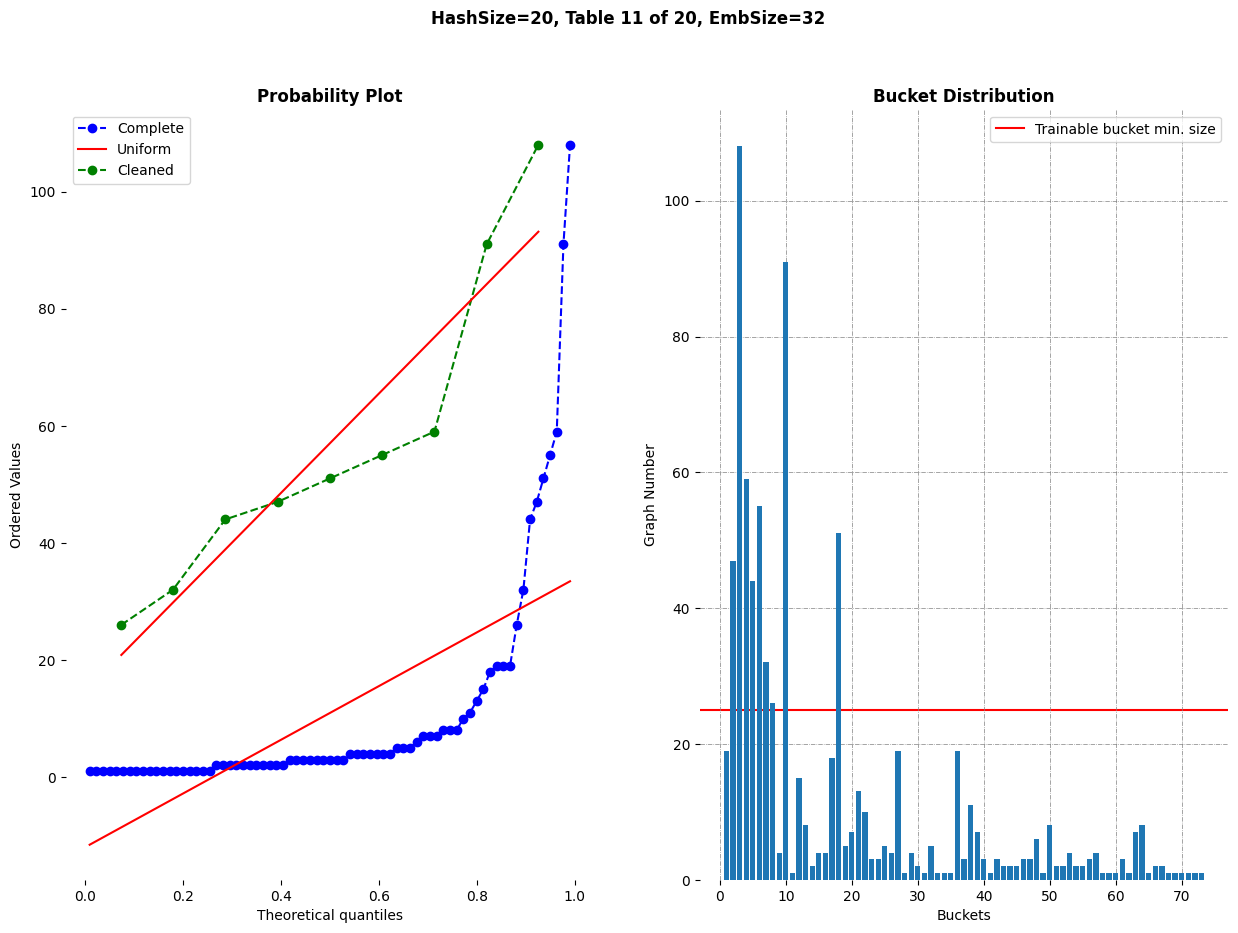 HashSize=20, Table 11 of 20, EmbSize=32
Probability Plot
Complete
Uniform
Cleaned
100
80
60
40
20
0
Ordered Values
0.0 0.2 0.4 0.6 0.8 1.0
Theoretical quantiles
Bucket Distribution
Trainable bucket min. size
100
80
60
40
20
0
Graph Number
0 10 20 30 40 50 60 70
Buckets